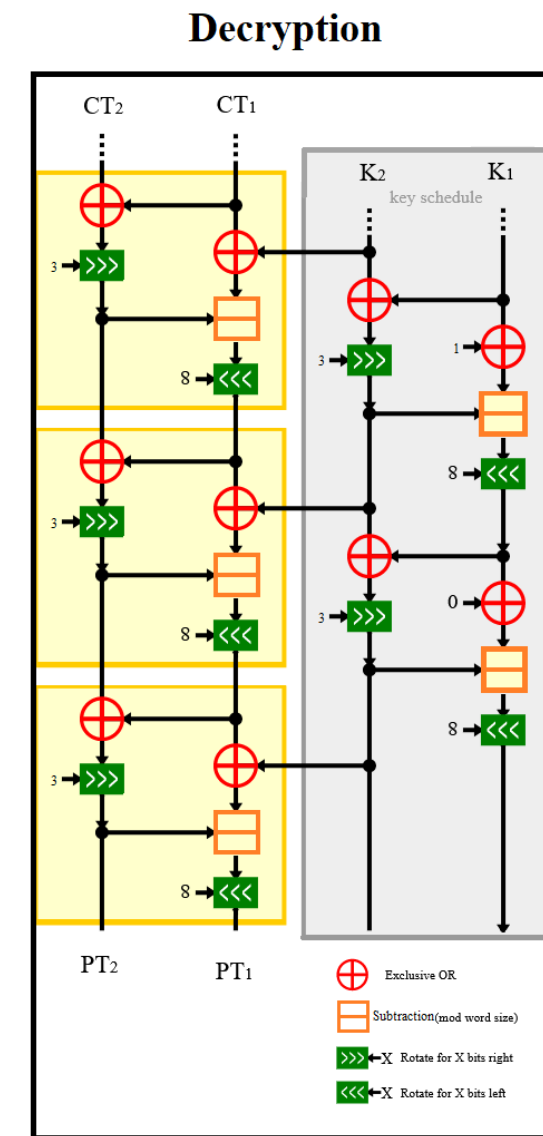 Decryption
CT2 CT1
K2 K1
key schedule
3
8
1
3
8
3
8
0
3
8
3
8
PT2 PT1
Exclusive OR
Subtraction(mod word size)
>>> X Rotate for X bits right
<<< X Rotate for X bits left